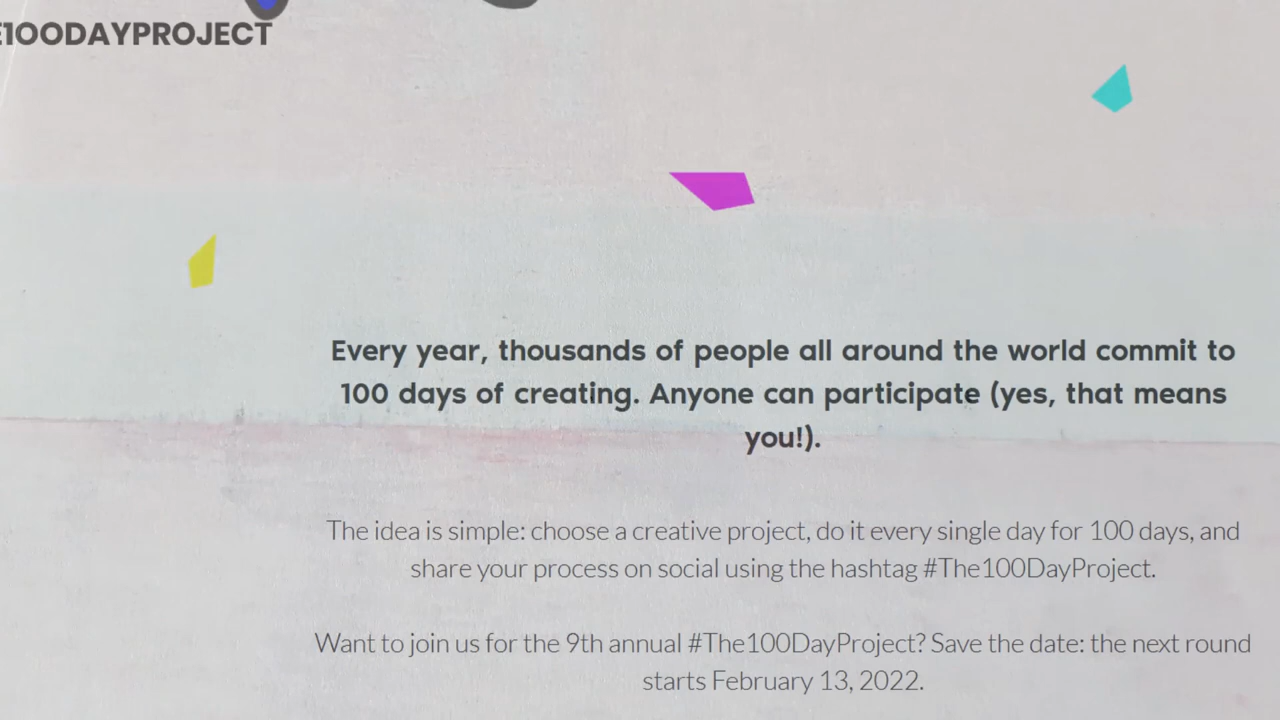 E100DAYPROJECT
Every year, thousands of people all around the world commit to
100 days of creating. Anyone can participate (yes, that means
you!).
The idea is simple: choose a creative project, do it every single day for 100 days, and
share your process on social using the hashtag #The100DayProject.
Want to join us for the 9th annual #The100DayProject? Save the date: the next round
starts February 13, 2022.